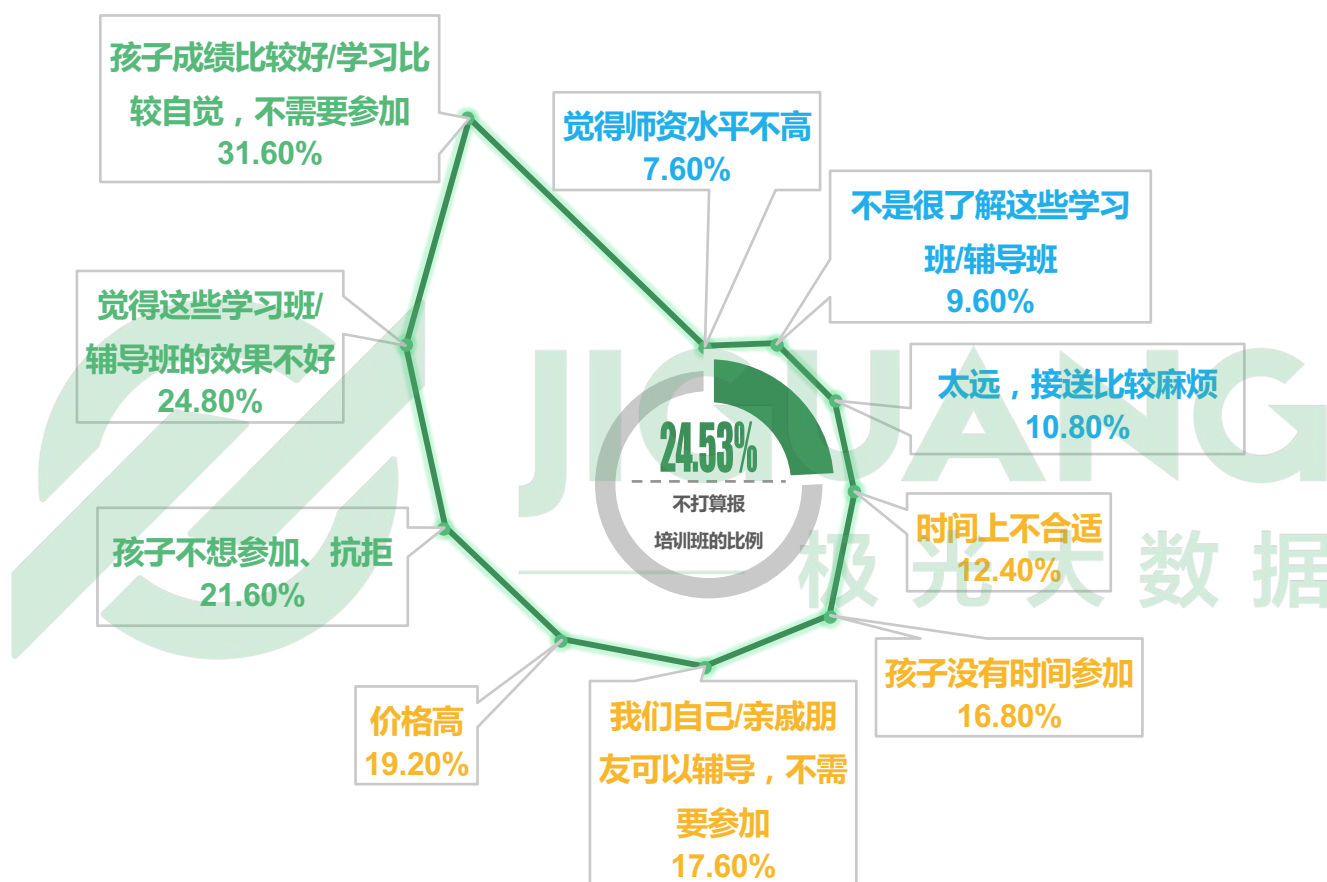 孩子成绩比较好/学习比
较自觉，不需要参加
31.60%
觉得师资水平不高
7.60%
不是很了解这些学习
班/辅导班
9.60%
觉得这些学习班/
辅导班的效果不好
24.80%
太远，接送比较麻烦
10.80%
24.53%
不打算报
培训班的比例
JIGUANG
极光大数据
时间上不合适
12.40%
孩子不想参加、抗拒
21.60%
孩子没有时间参加
16.80%
价格高
19.20%
我们自己/亲戚朋
友可以辅导，不需
要参加
17.60%